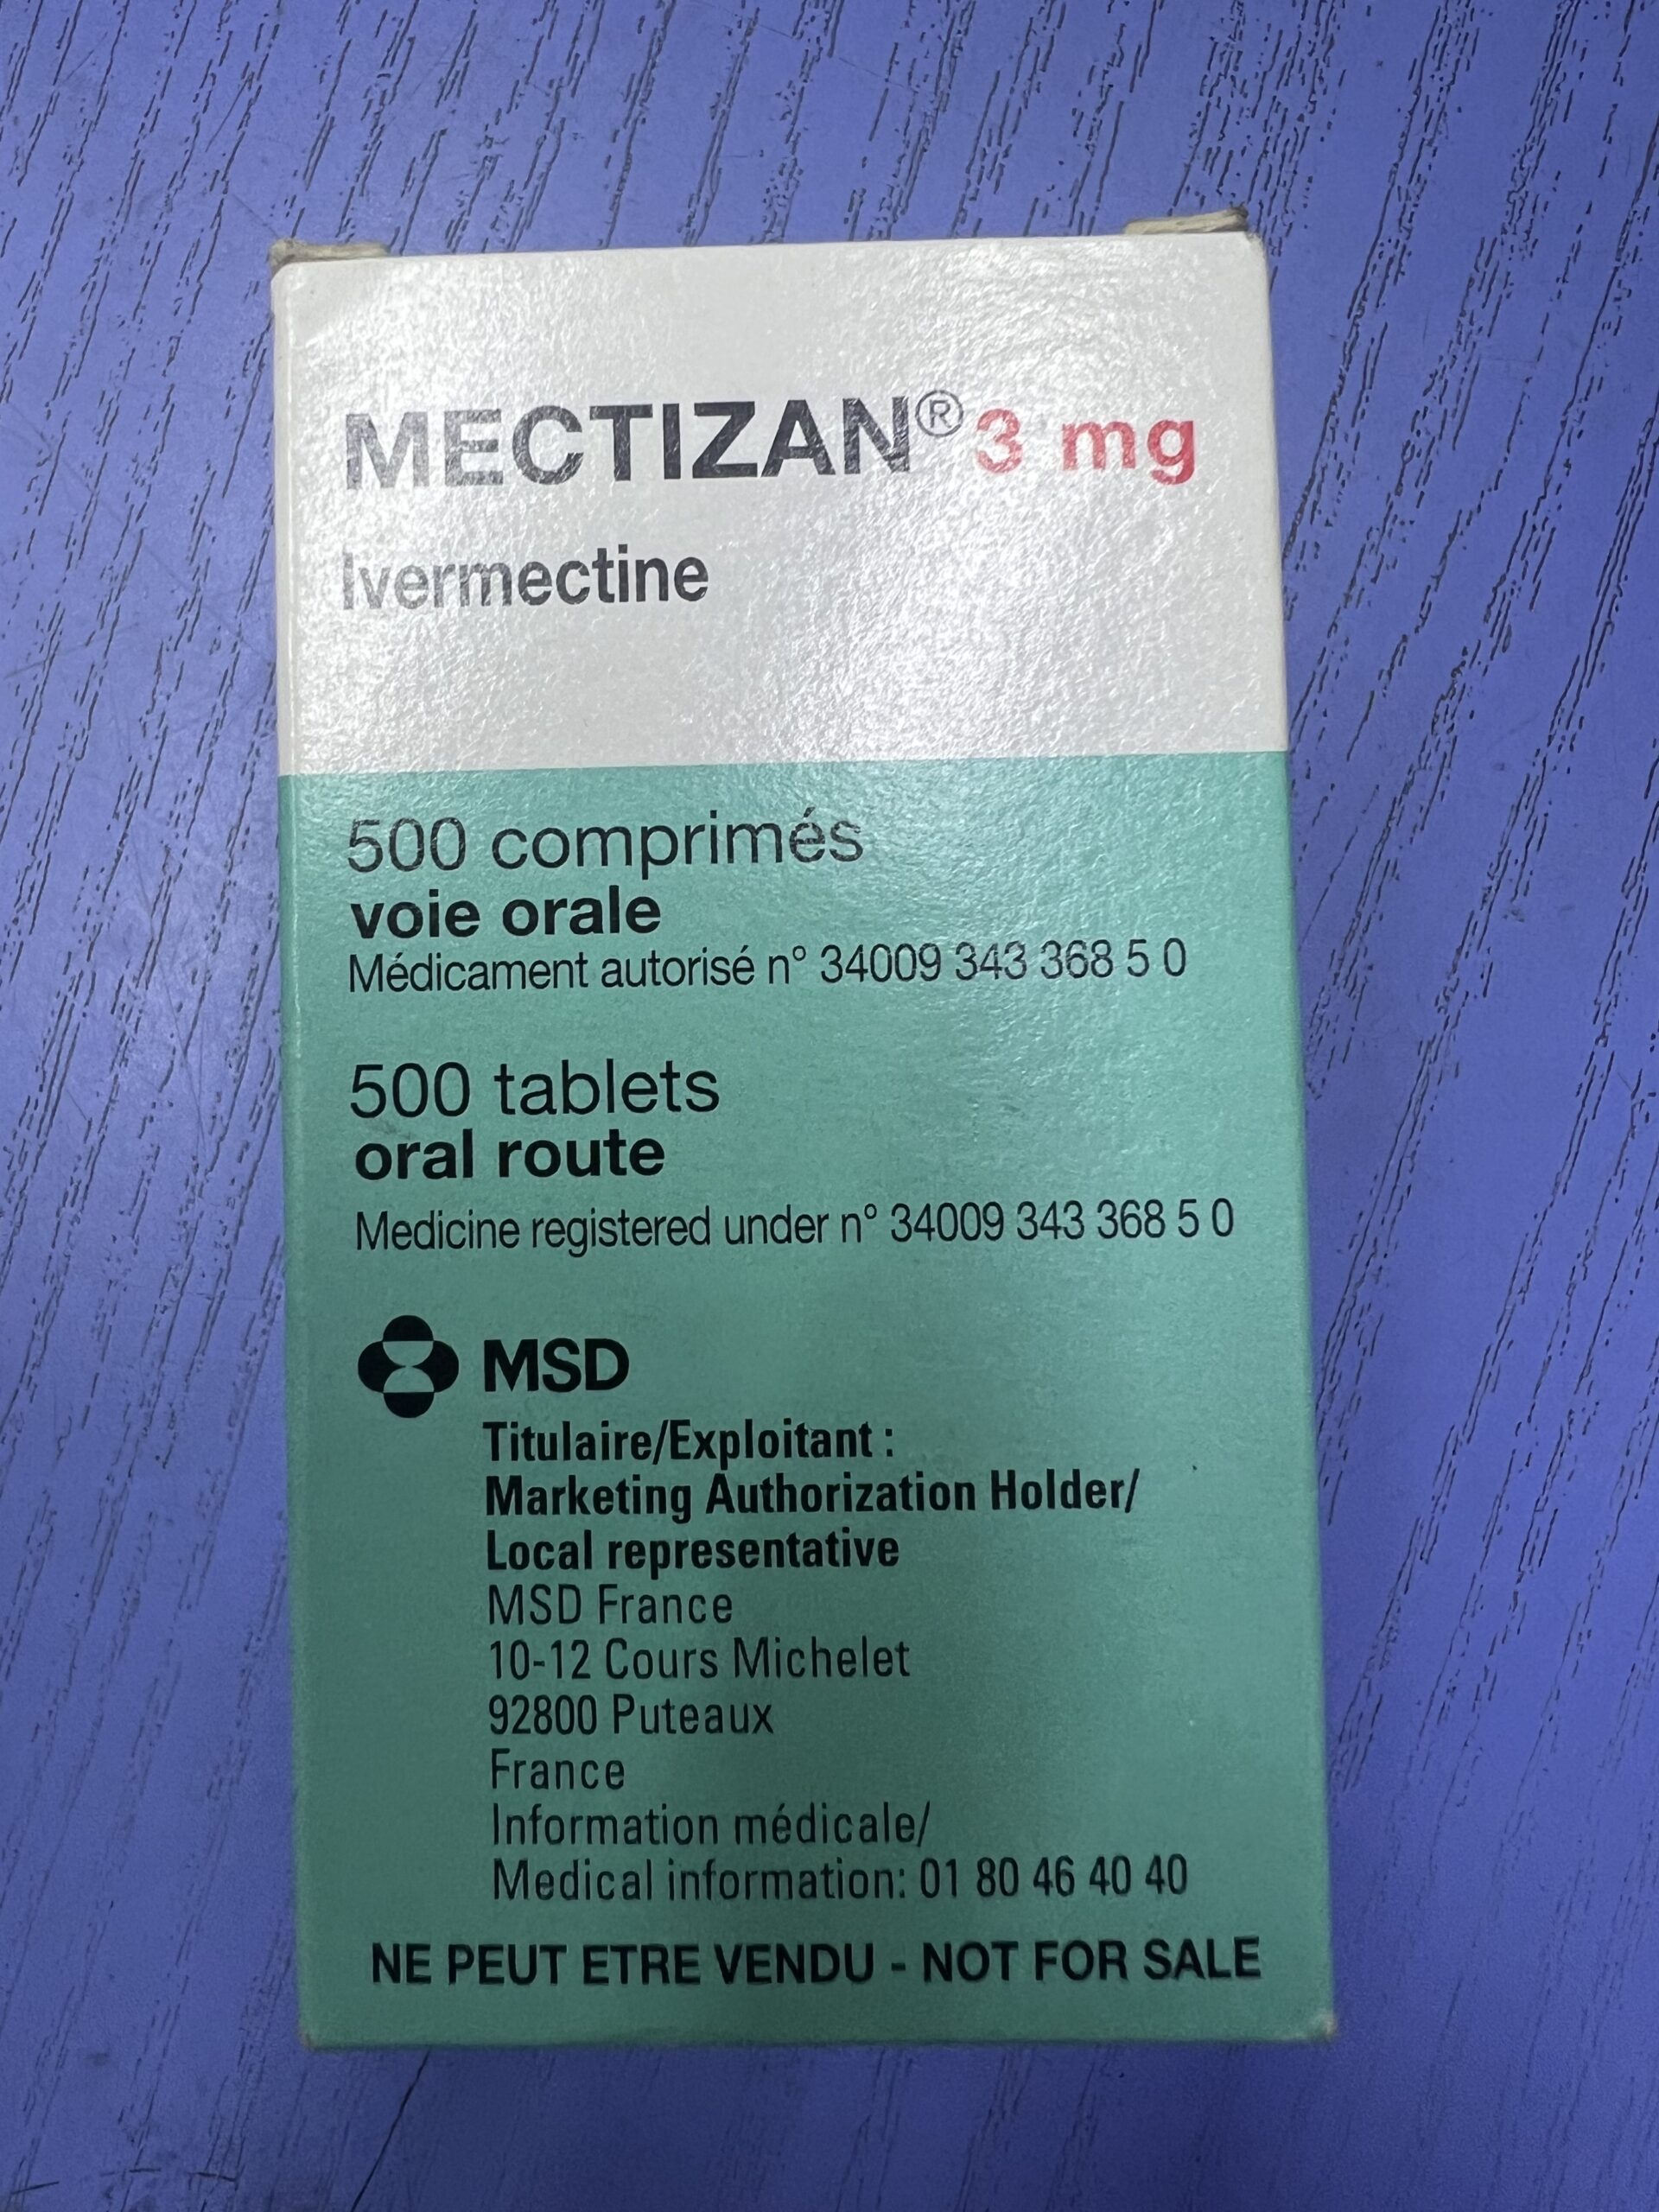 MECTIZAN® 3 mg
Ivermectine
500 comprimés
voie orale
Médicament autorisé n° 34009 343 368 5 0
500 tablets
oral route
Medicine registered under n° 34009 343 368 5 0
MSD
Titulaire/Exploitant :
Marketing Authorization Holder/
Local representative
MSD France
10-12 Cours Michelet
92800 Puteaux
France
Information médicale/
Medical information: 01 80 46 40 40
NE PEUT ETRE VENDU - NOT FOR SALE